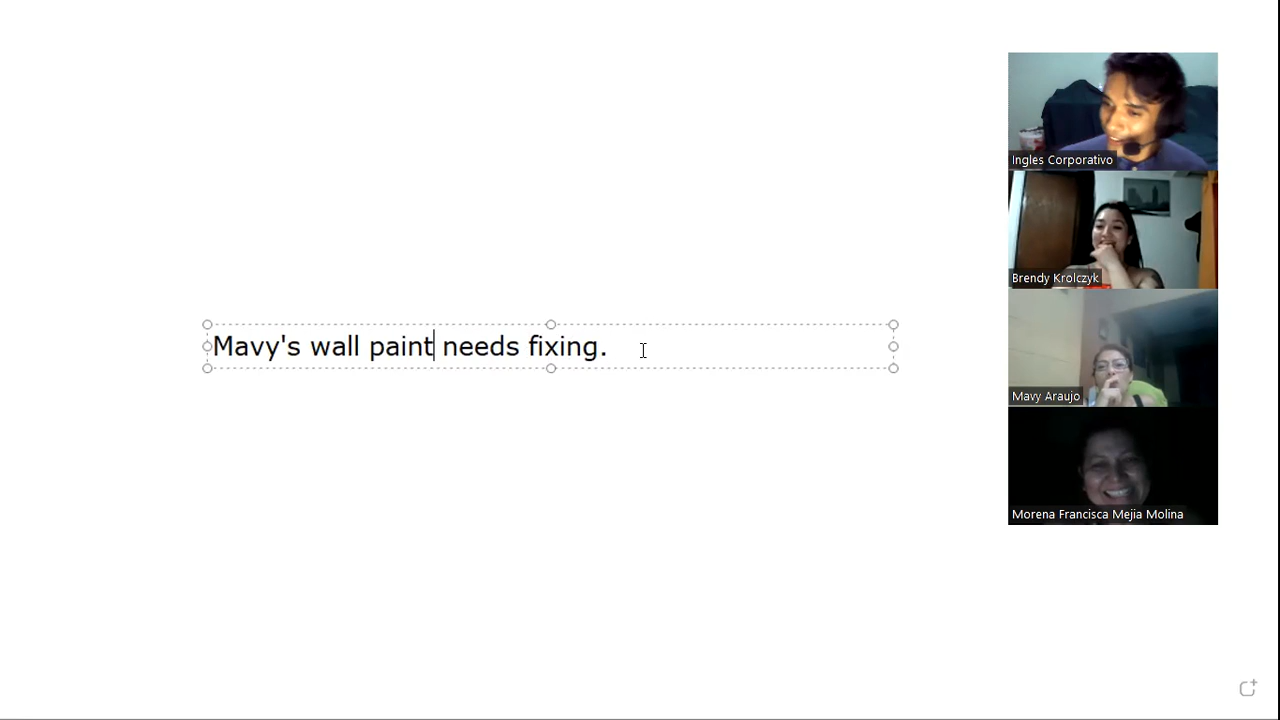 Mavy's wall paint needs fixing.
Ingles Corporativo
Brendy Krolczyk
Mavy Araujo
Morena Francisca Mejia Molina